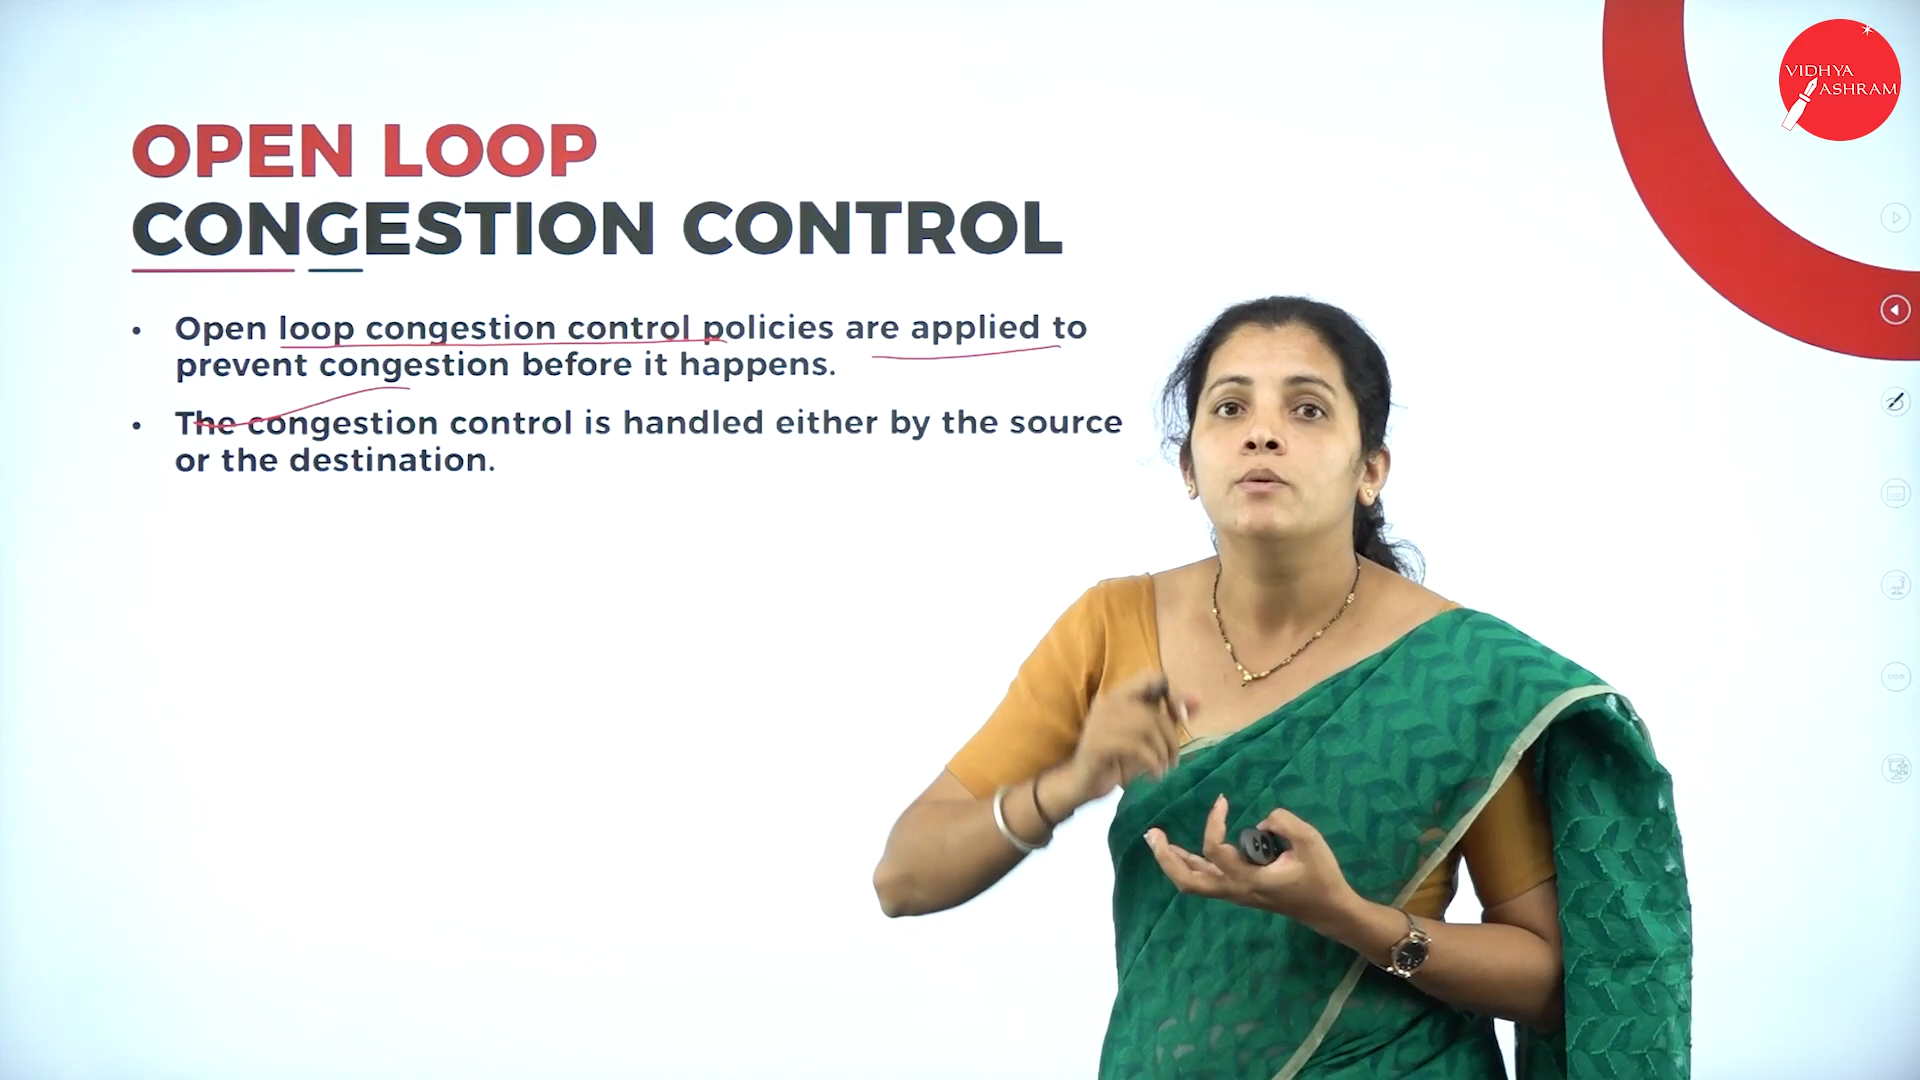 VIDHYA
ASHRAM
OPEN LOOP
CONGESTION CONTROL
• Open loop congestion control policies are applied to
prevent congestion before it happens.
• The congestion control is handled either by the source
or the destination.